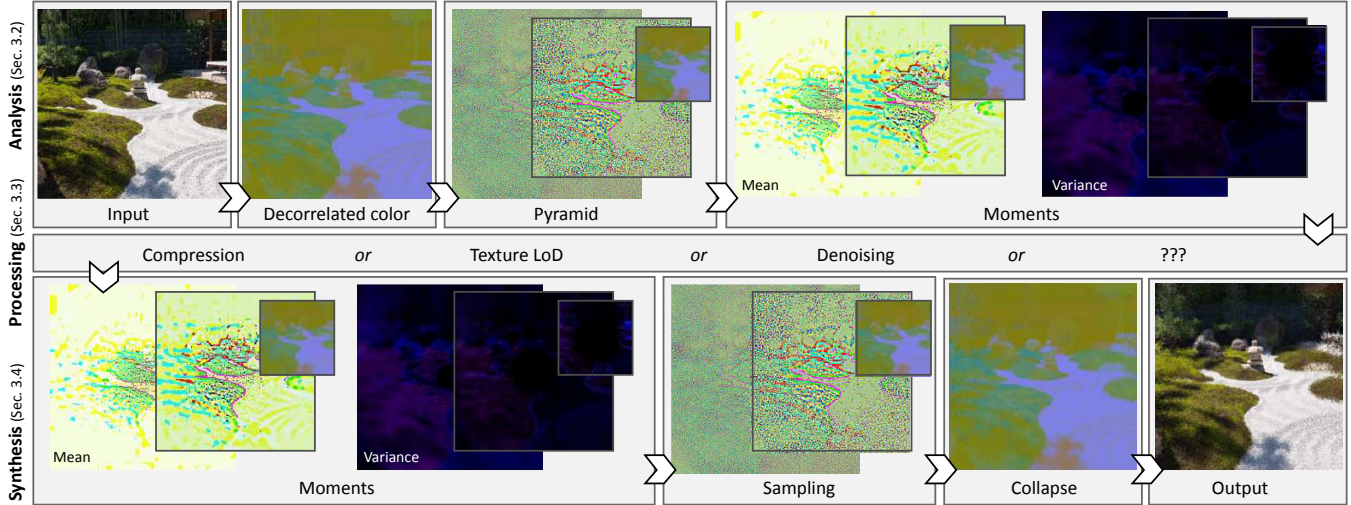 Analysis (Sec. 3.2)
Input
Decorrelated color
Pyramid
Mean
Variance
Moments
Processing (Sec. 3.3)
Compression or Texture LoD or Denoising or ???
Synthesis (Sec. 3.4)
Mean
Variance
Moments
Sampling
Collapse
Output